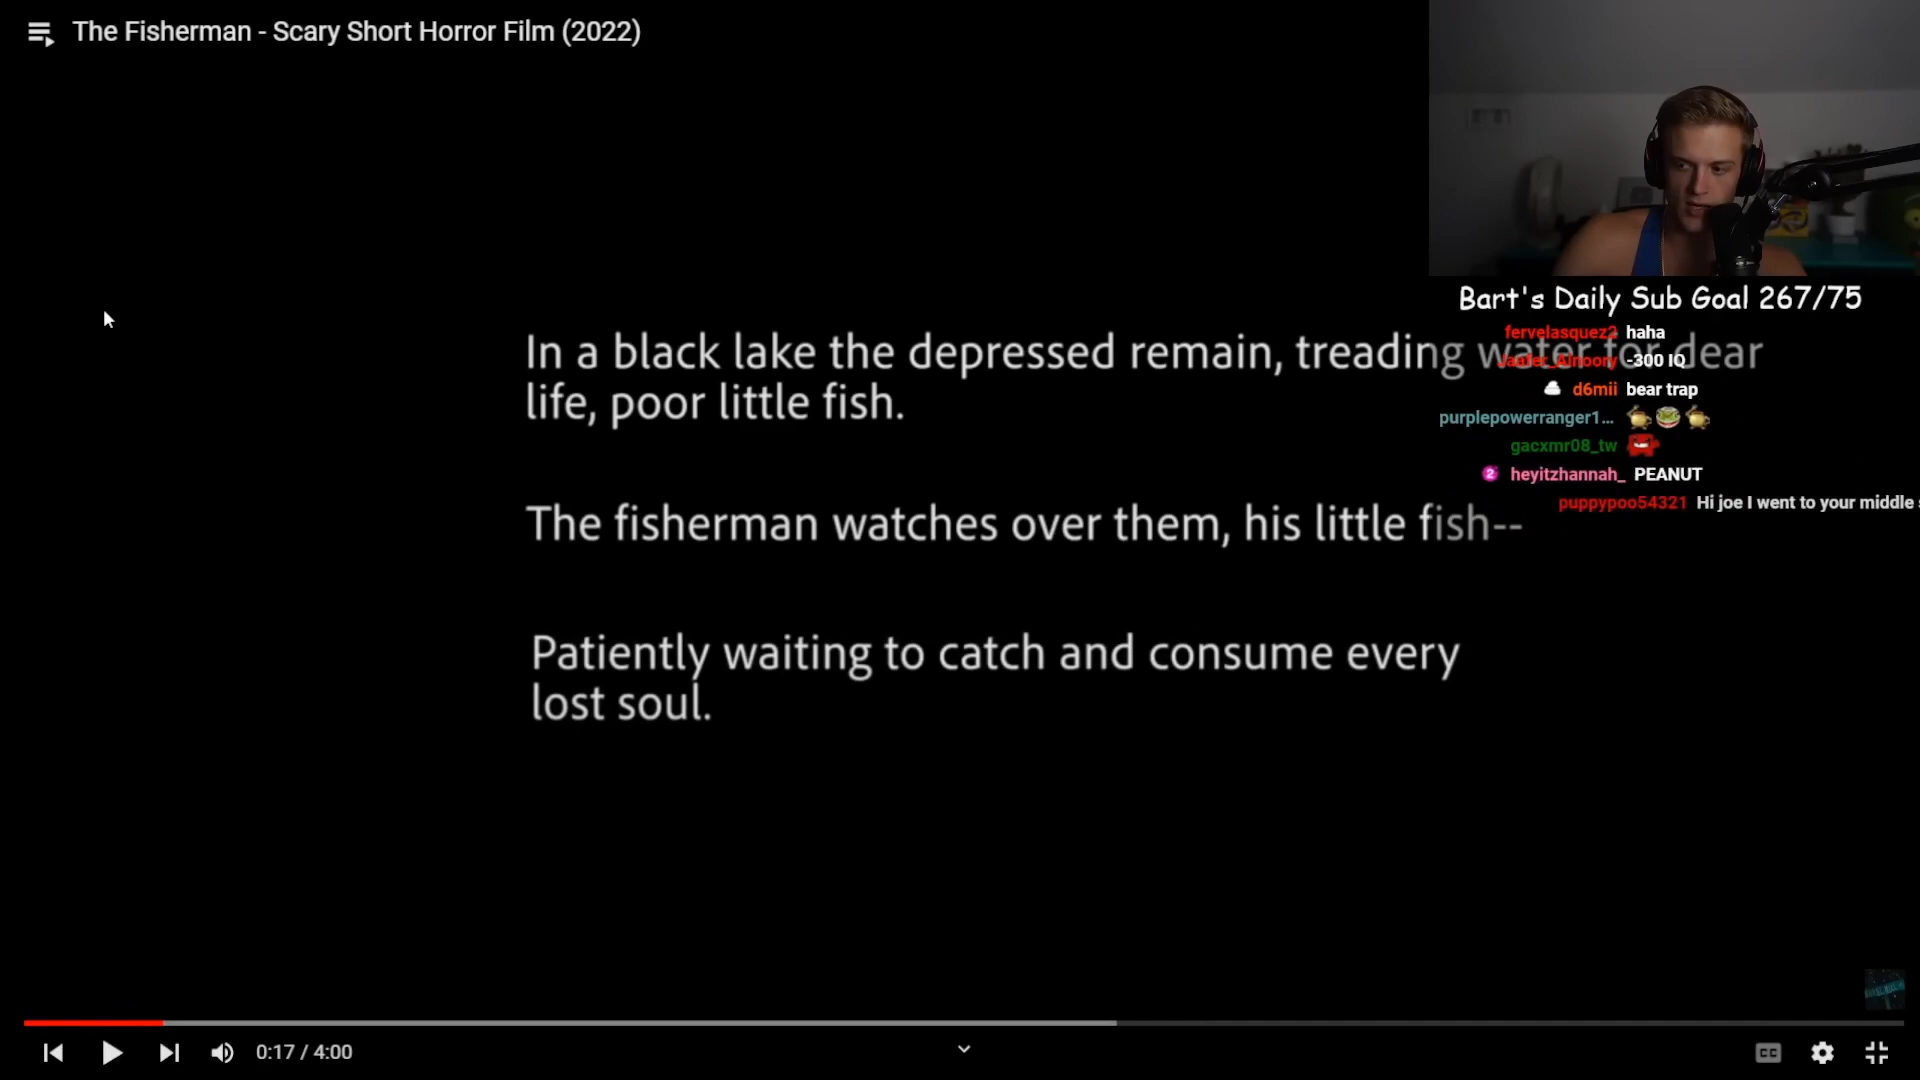 The Fisherman - Scary Short Horror Film (2022)
Bart's Daily Sub Goal 267/75
fervelasquez2 haha
-300 IQ
d6mii bear trap
purplepowerranger1...
gacxmr08_tw
2 heyitzhannah_ PEANUT
puppypoo54321 Hi joe I went to your middle
In a black lake the depressed remain, treading water for dear
life, poor little fish.
The fisherman watches over them, his little fish--
Patiently waiting to catch and consume every
lost soul.
0:17 / 4:00
CC